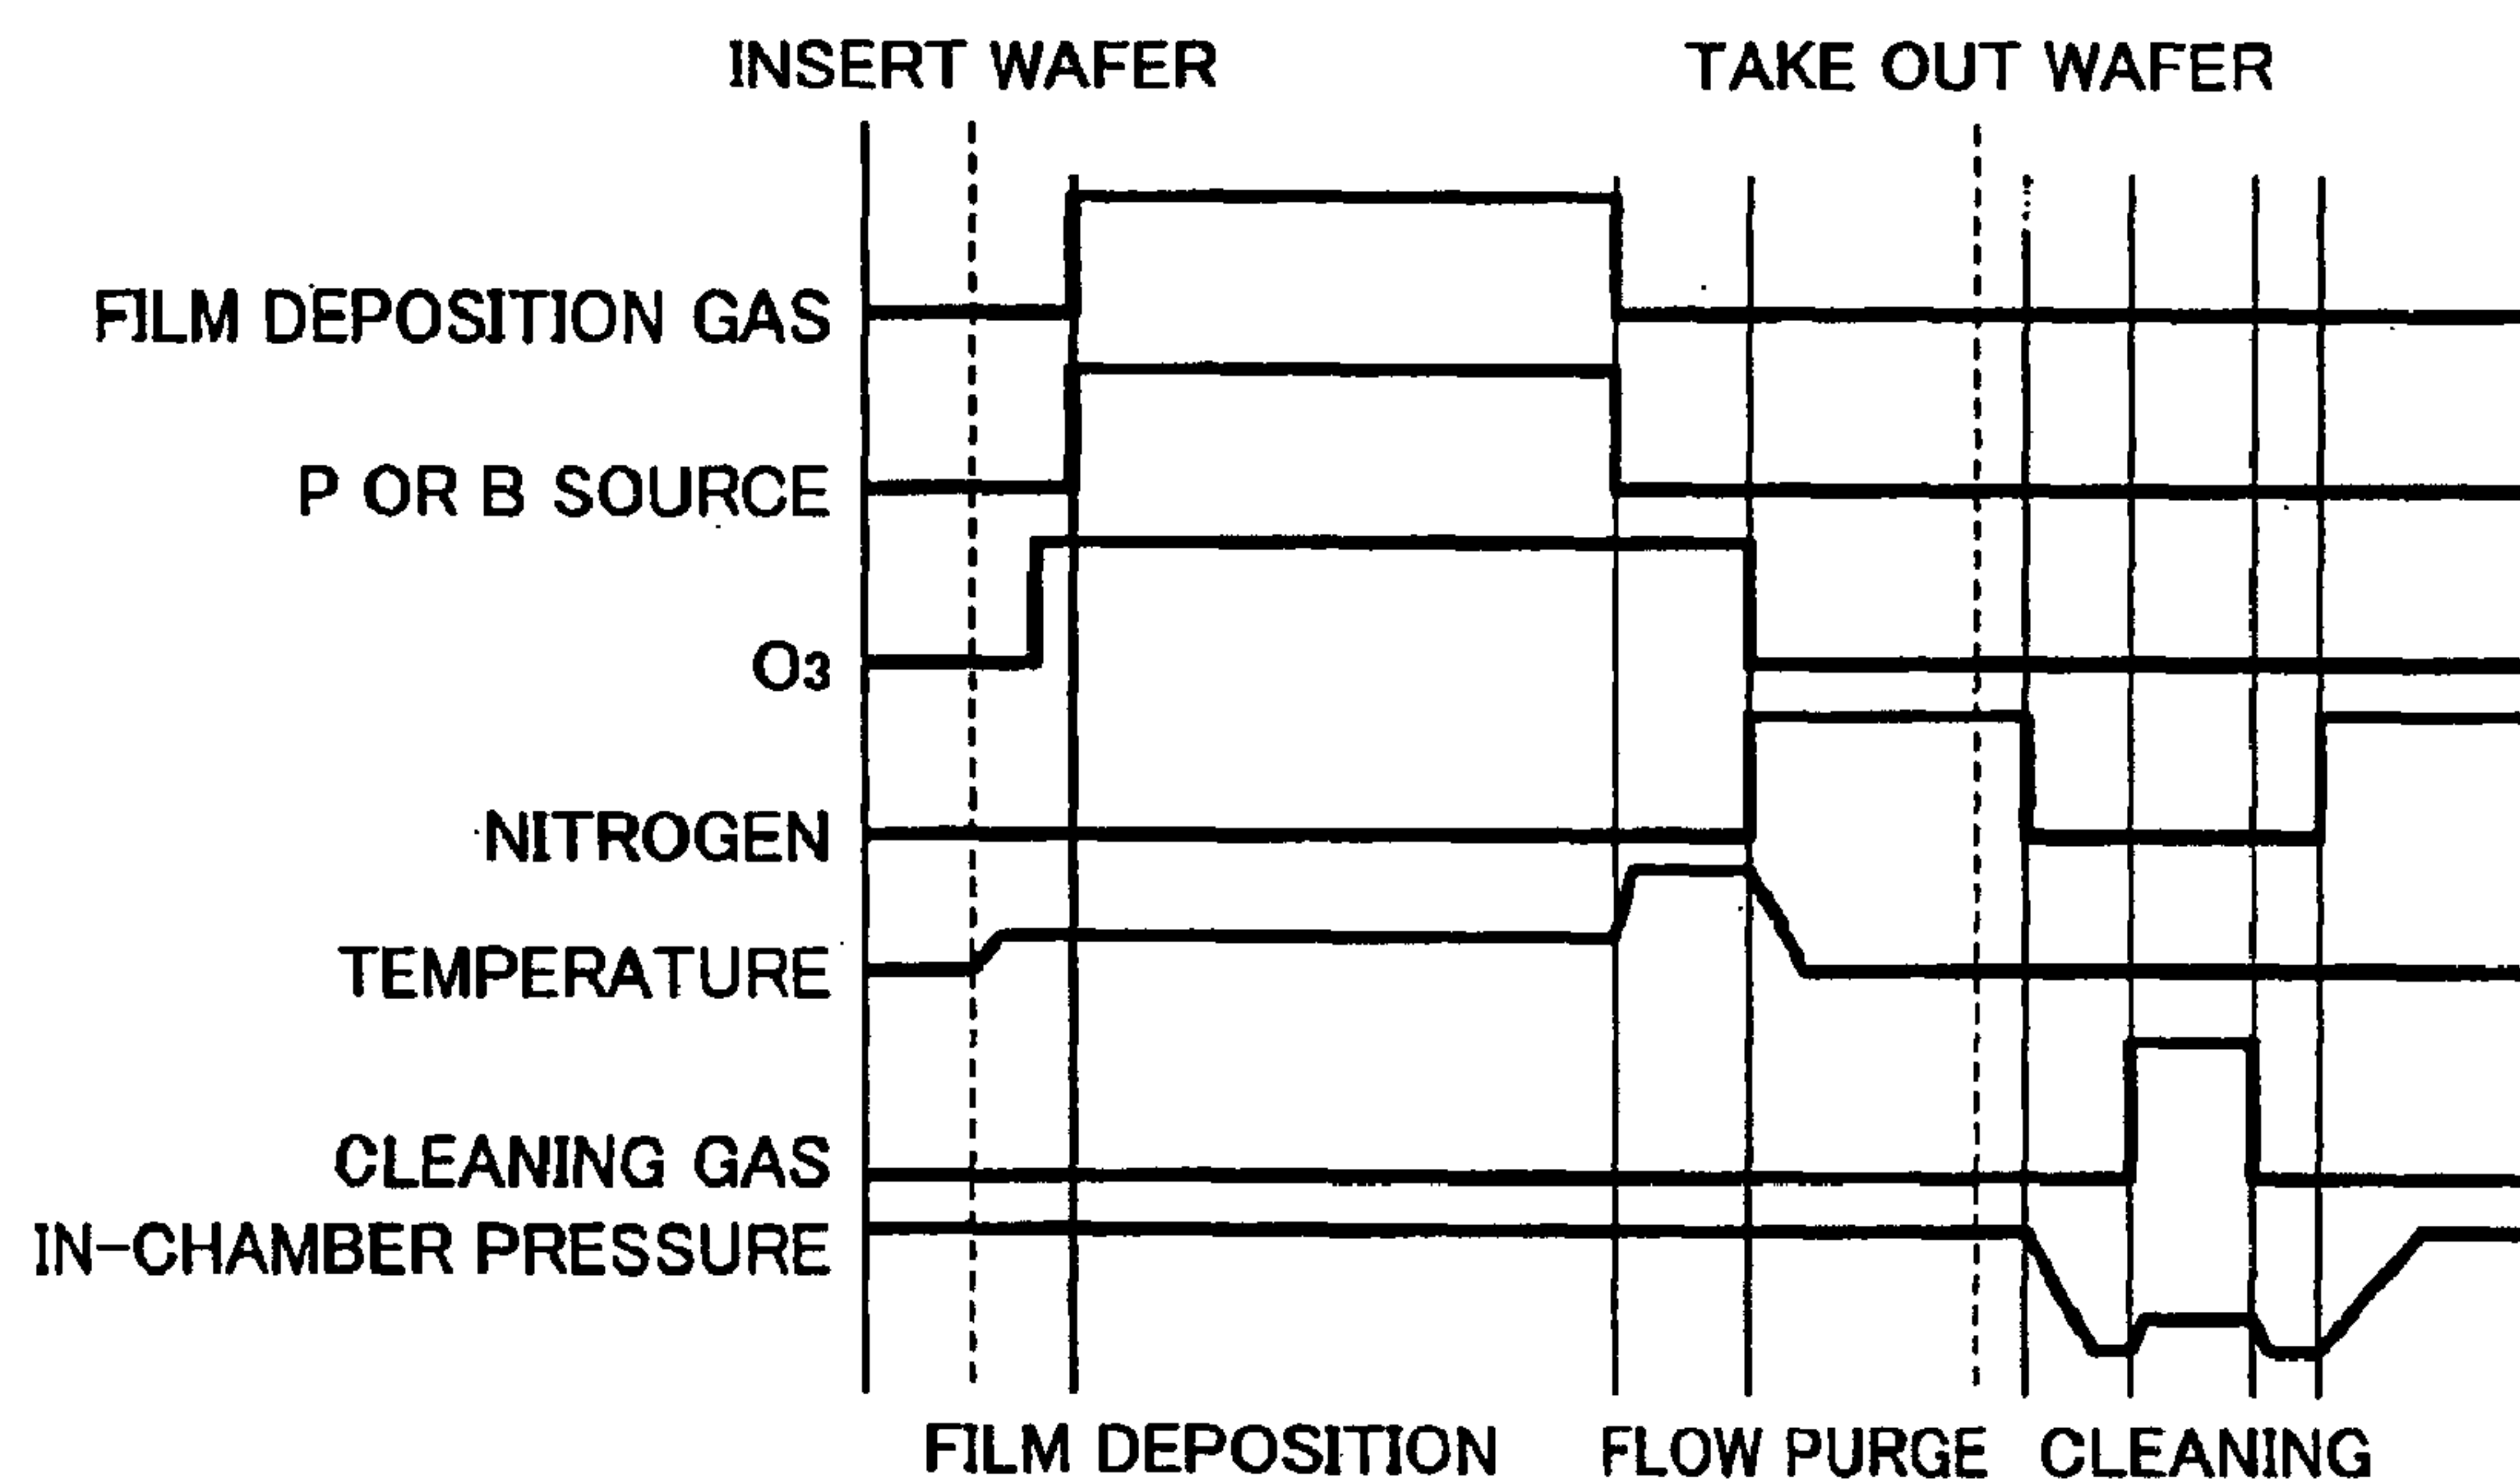 INSERT WAFER
TAKE OUT WAFER
FILM DEPOSITION GAS
P OR B SOURCE
O3
NITROGEN
TEMPERATURE
CLEANING GAS
IN-CHAMBER PRESSURE
FILM DEPOSITION
FLOW PURGE
CLEANING